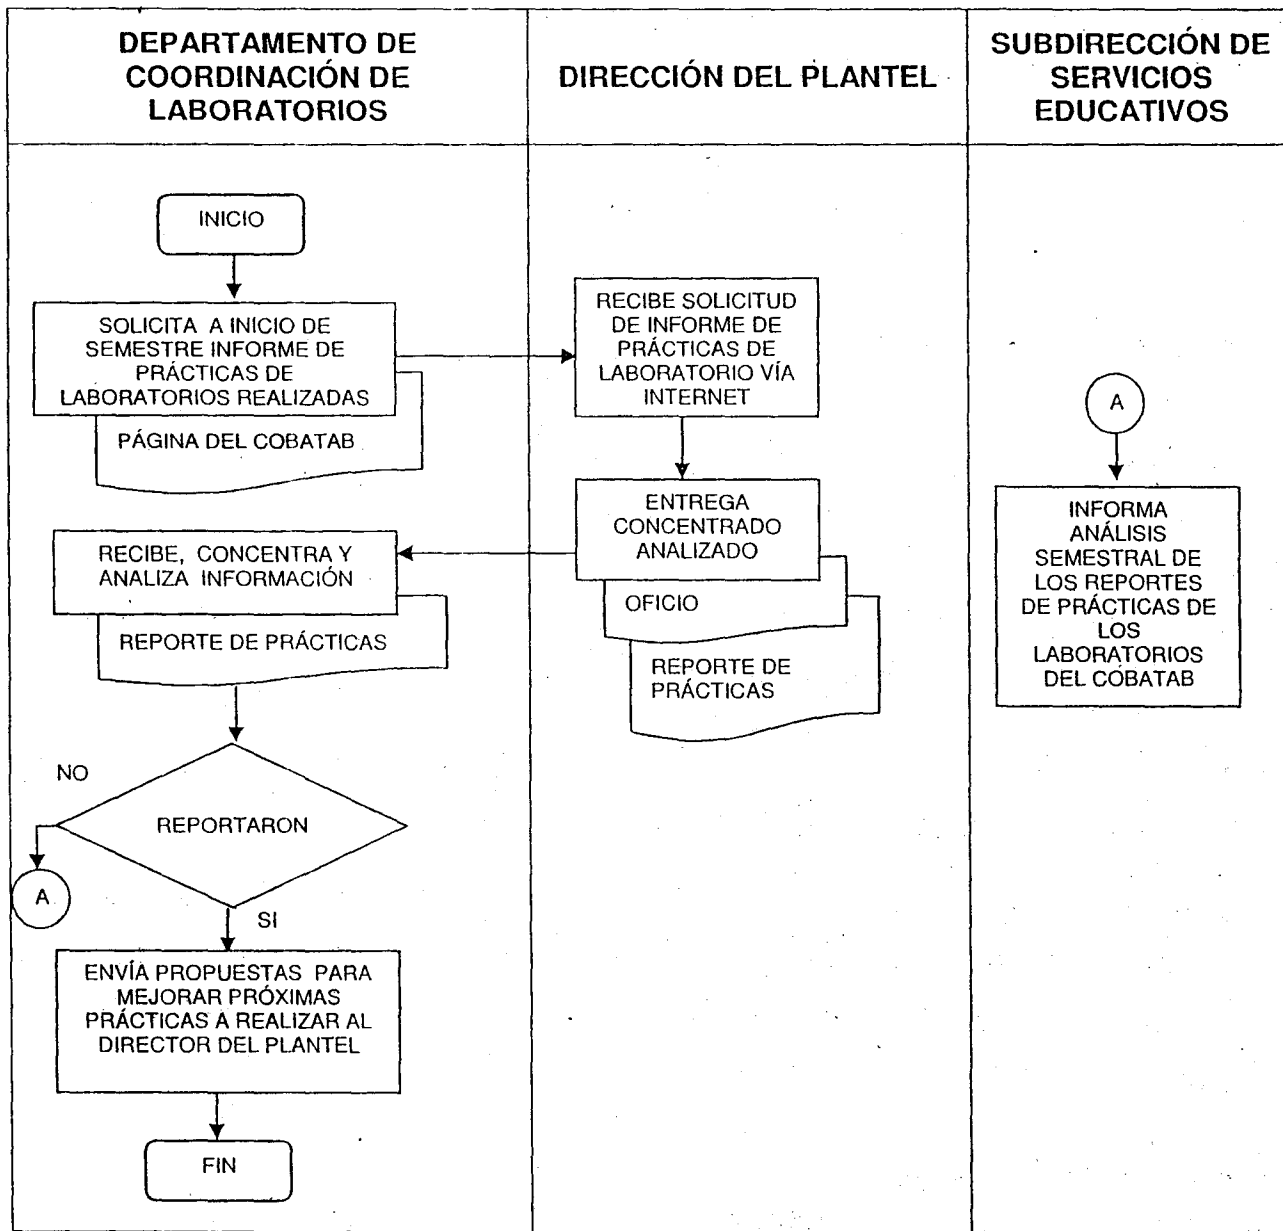 DEPARTAMENTO DE
COORDINACIÓN DE
LABORATORIOS
DIRECCIÓN DEL PLANTEL
SUBDIRECCIÓN DE
SERVICIOS
EDUCATIVOS
INICIO
SOLICITA A INICIO DE
SEMESTRE INFORME DE
PRÁCTICAS DE
LABORATORIOS REALIZADAS
PÁGINA DEL COBATAB
RECIBE SOLICITUD
DE INFORME DE
PRÁCTICAS DE
LABORATORIO VÍA
INTERNET
ENTREGA
CONCENTRADO
ANALIZADO
OFICIO
REPORTE DE
PRÁCTICAS
RECIBE, CONCENTRA Y
ANALIZA INFORMACIÓN
REPORTE DE PRÁCTICAS
NO
REPORTARON
A
SI
ENVÍA PROPUESTAS PARA
MEJORAR PRÓXIMAS
PRÁCTICAS A REALIZAR AL
DIRECTOR DEL PLANTEL
FIN
A
INFORMA
ANÁLISIS
SEMESTRAL DE
LOS REPORTES
DE PRÁCTICAS DE
LOS
LABORATORIOS
DEL COBATAB